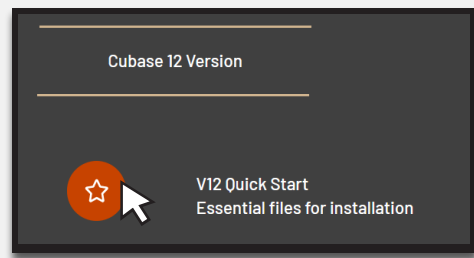 Cubase 12 Version
V12 Quick Start
Essential files for installation